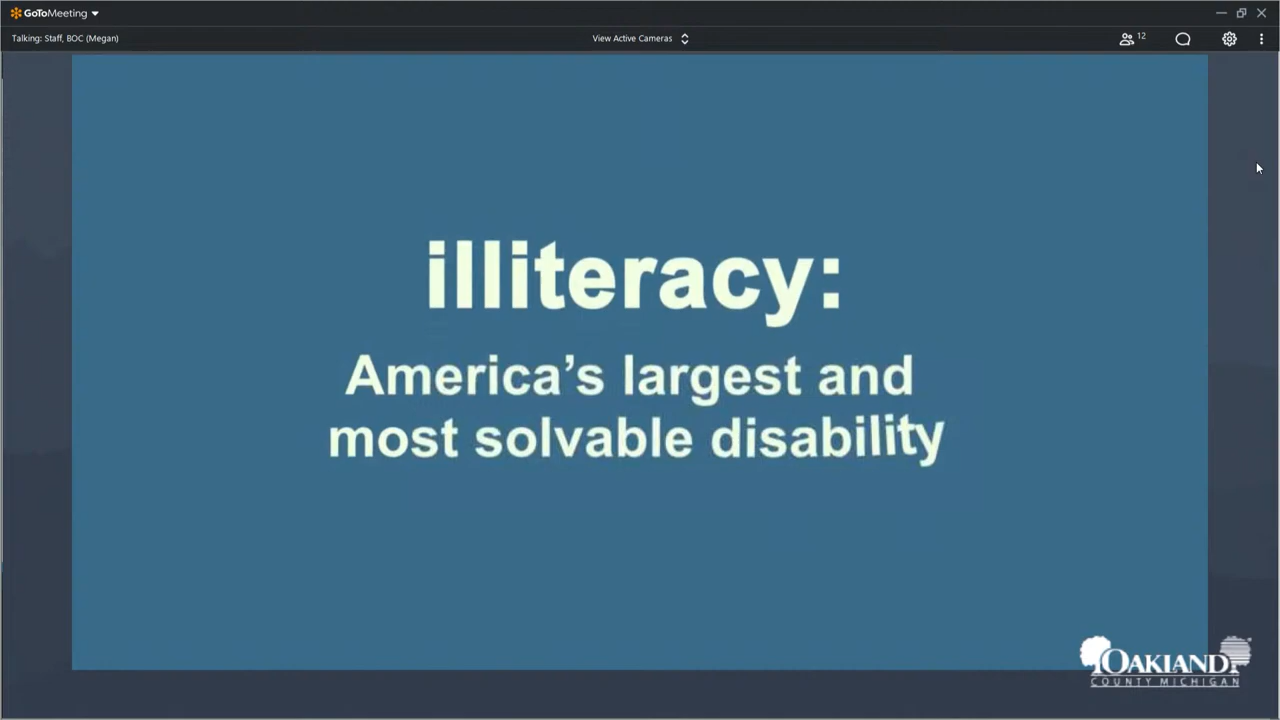 GoToMeeting
Talking: Staff, BOC (Megan)
View Active Cameras
12
illiteracy:
America’s largest and
most solvable disability
OAKLAND
COUNTY MICHIGAN